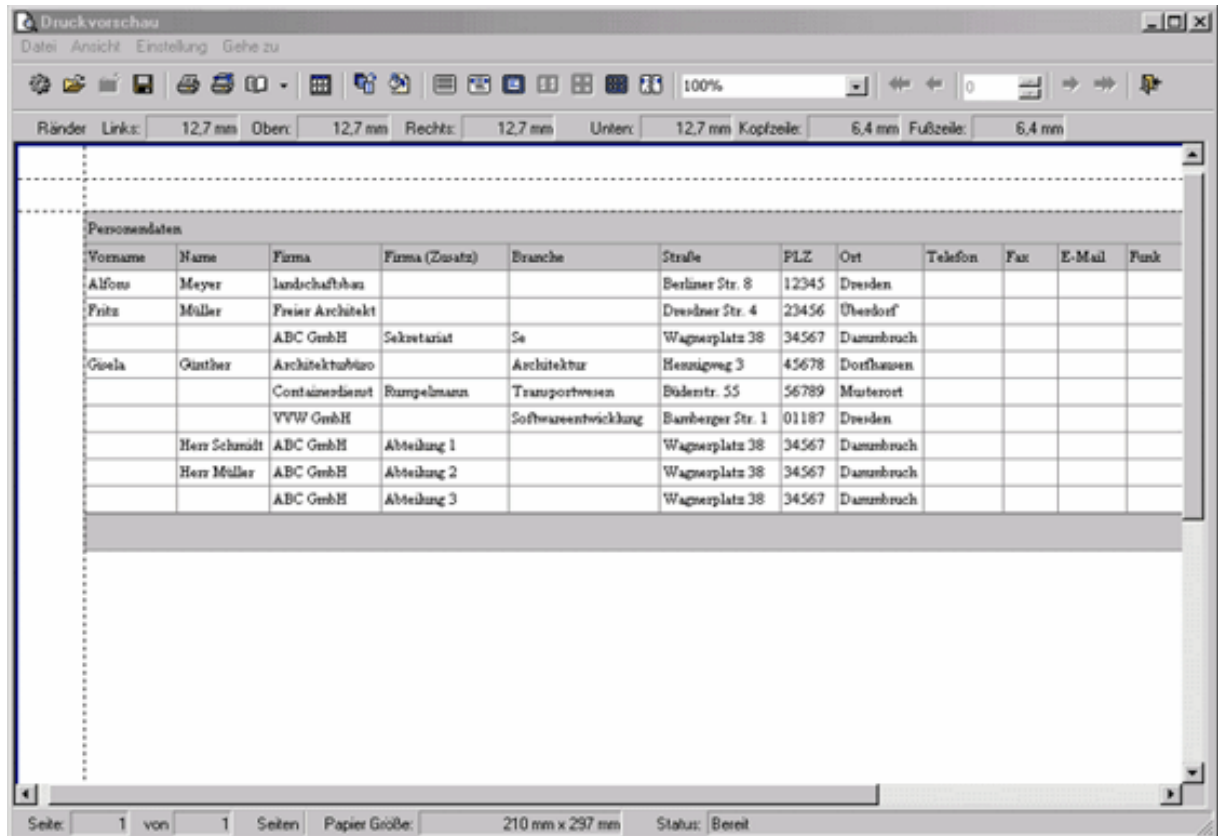 Druckvorschau
Datei Ansicht Einstellung Gehe zu
100% 0
Ränder Links: 12,7 mm Oben: 12,7 mm Rechts: 12,7 mm Unten: 12,7 mm Kopfzeile: 6,4 mm Fußzeile: 6,4 mm
Personendaten
Vorname Name Firma Firma (Zusatz) Branche Straße PLZ Ort Telefon Fax E-Mail Funk
Alfons Meyer landschaftsbau Berliner Str. 8 12345 Dresden
Fritz Müller Freier Architekt Dresdner Str. 4 23456 Überdorf
ABC GmbH Sekretariat Se Wagnerplatz 38 34567 Dammbruch
Gisela Günther Architekturbüro Architektur Hennigweg 3 45678 Dorfhausen
Containerdienst Rumpelmann Transportwesen Büderstr. 55 56789 Musterort
VVW GmbH Softwareentwicklung Bamberger Str. 1 01187 Dresden
Herr Schmidt ABC GmbH Abteilung 1 Wagnerplatz 38 34567 Dammbruch
Herr Müller ABC GmbH Abteilung 2 Wagnerplatz 38 34567 Dammbruch
ABC GmbH Abteilung 3 Wagnerplatz 38 34567 Dammbruch
Seite: 1 von 1 Seiten Papier Größe: 210 mm x 297 mm Status: Bereit